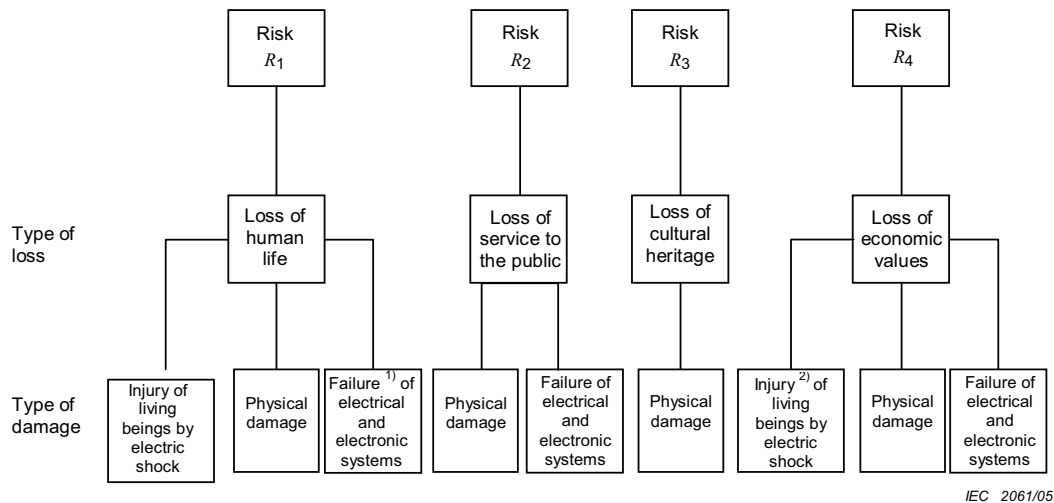 Risk
R1
Risk
R2
Risk
R3
Risk
R4
Type of
loss
Loss of
human
life
Loss of
service to
the public
Loss of
cultural
heritage
Loss of
economic
values
Type of
damage
Injury of
living
beings by
electric
shock
Physical
damage
Failure 1) of
electrical
and
electronic
systems
Physical
damage
Failure of
electrical
and
electronic
systems
Physical
damage
Injury 2) of
living
beings by
electric
shock
Physical
damage
Failure of
electrical
and
electronic
systems
IEC 2061/05